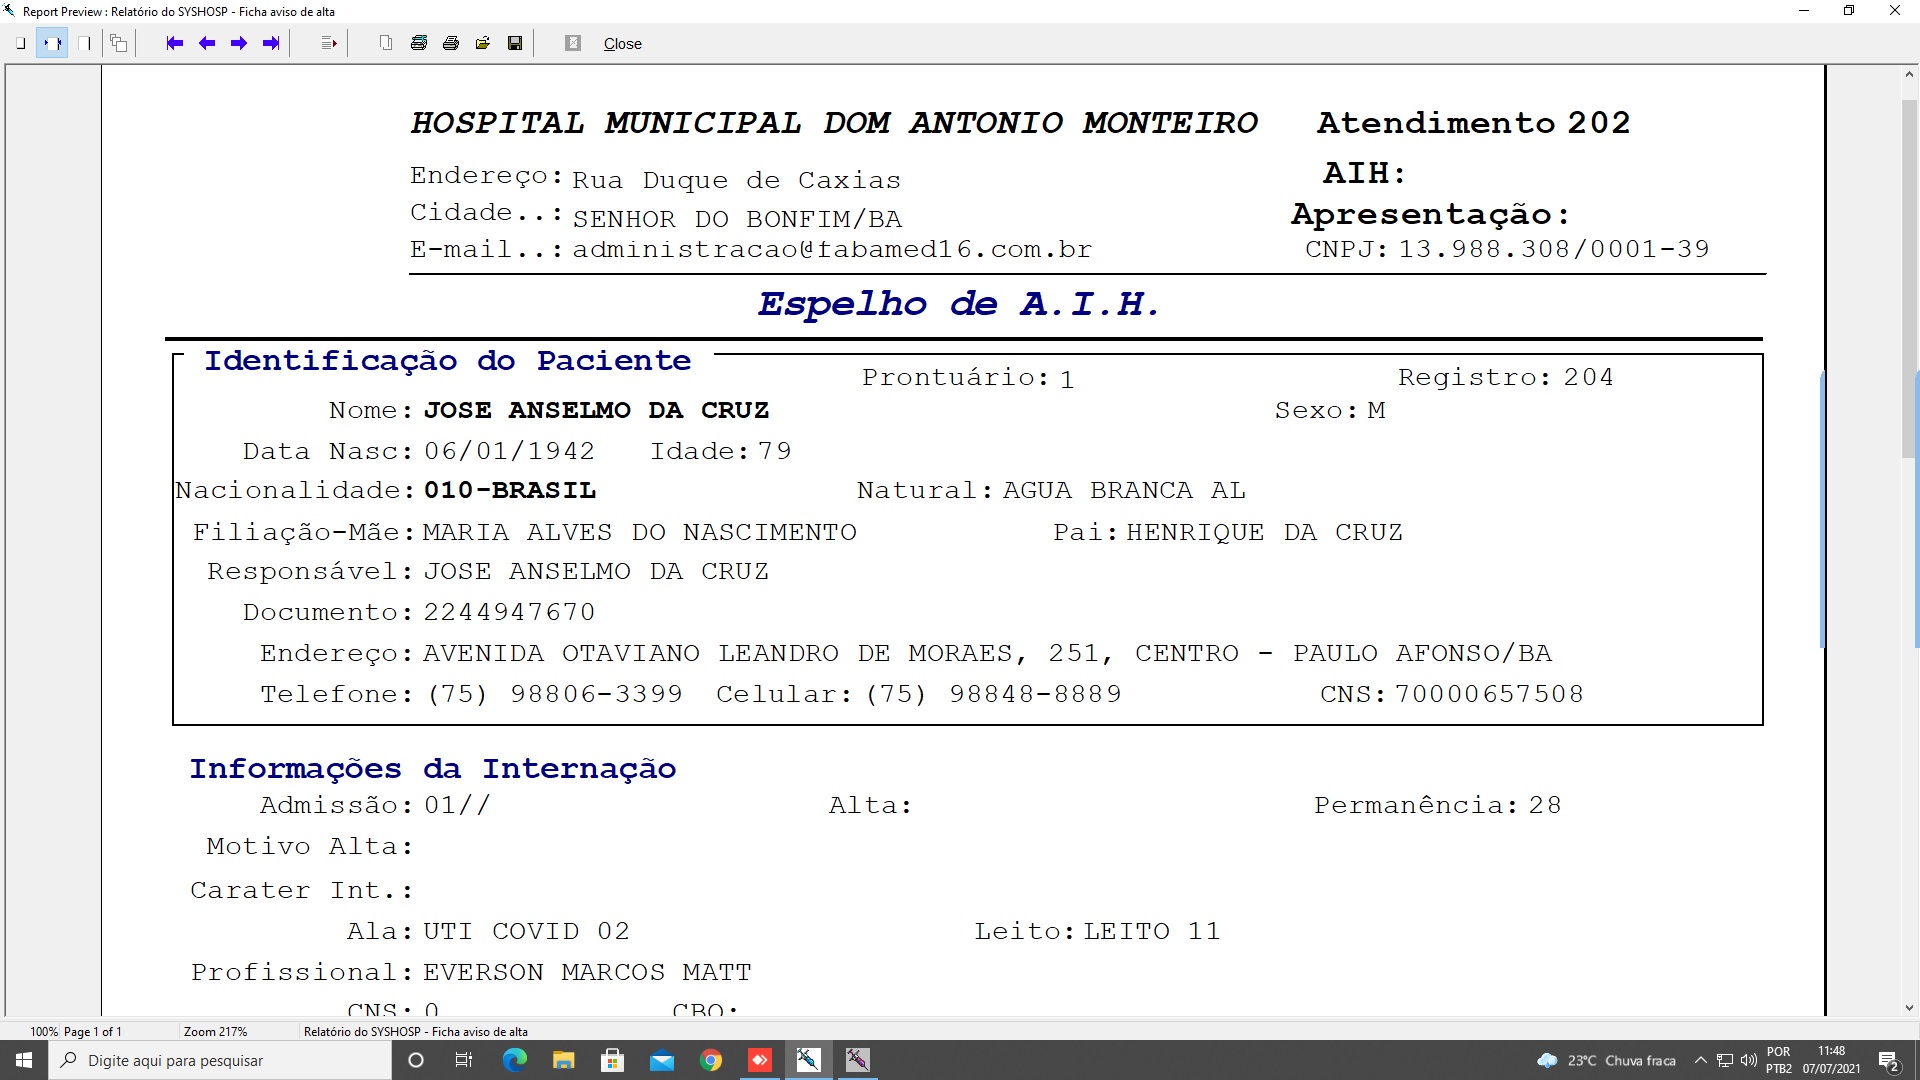 Report Preview : Relatório do SYSHOSP - Ficha aviso de alta
Close
HOSPITAL MUNICIPAL DOM ANTONIO MONTEIRO Atendimento 202
Endereço: Rua Duque de Caxias AIH:
Cidade..: SENHOR DO BONFIM/BA Apresentação:
E-mail..: administracao@fabamed16.com.br CNPJ: 13.988.308/0001-39
Espelho de A.I.H.
Identificação do Paciente
Prontuário: 1 Registro: 204
Nome: JOSE ANSELMO DA CRUZ Sexo: M
Data Nasc: 06/01/1942 Idade: 79
Nacionalidade: 010-BRASIL Natural: AGUA BRANCA AL
Filiação-Mãe: MARIA ALVES DO NASCIMENTO Pai: HENRIQUE DA CRUZ
Responsável: JOSE ANSELMO DA CRUZ
Documento: 2244947670
Endereço: AVENIDA OTAVIANO LEANDRO DE MORAES, 251, CENTRO - PAULO AFONSO/BA
Telefone: (75) 98806-3399 Celular: (75) 98848-8889 CNS: 70000657508
Informações da Internação
Admissão: 01// Alta: Permanência: 28
Motivo Alta:
Carater Int.:
Ala: UTI COVID 02 Leito: LEITO 11
Profissional: EVERSON MARCOS MATT
CNS: 0 CBO:
100% Page 1 of 1 Zoom 217% Relatório do SYSHOSP - Ficha aviso de alta
Digite aqui para pesquisar 23°C Chuva fraca POR PTB2 11:48 07/07/2021 2